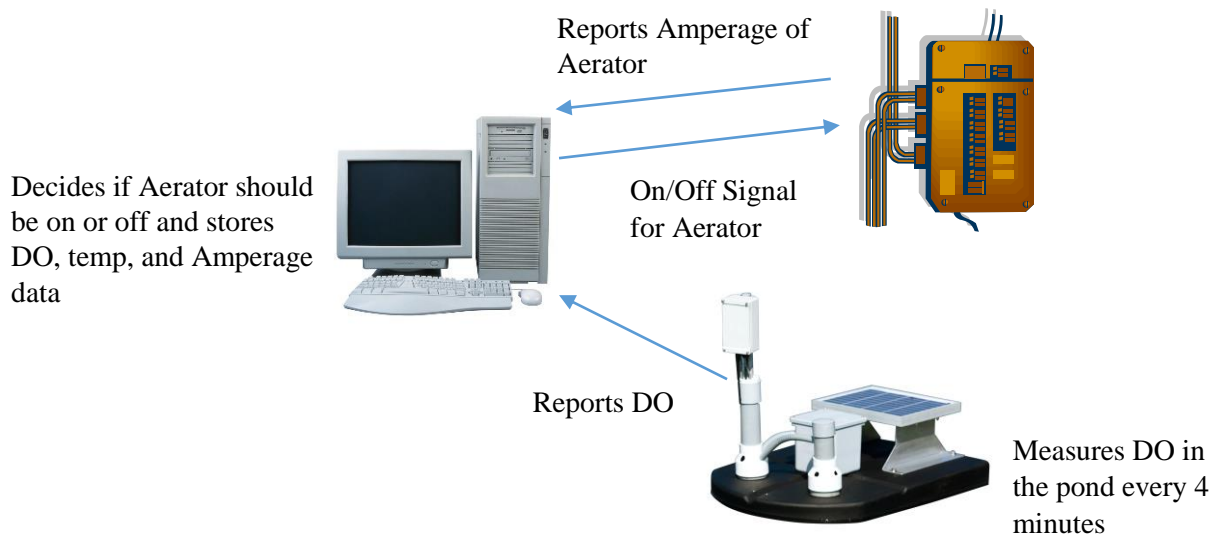 Reports Amperage of
Aerator
Decides if Aerator should
be on or off and stores
DO, temp, and Amperage
data
On/Off Signal
for Aerator
Reports DO
Measures DO in
the pond every 4
minutes